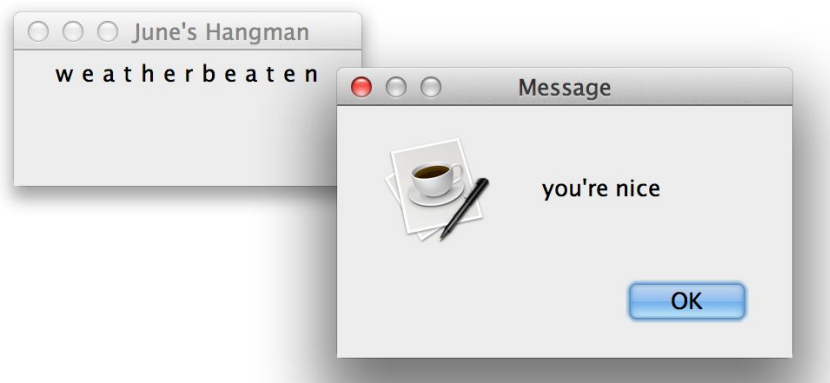 June's Hangman
w e a t h e r b e a t e n
Message
you're nice
OK